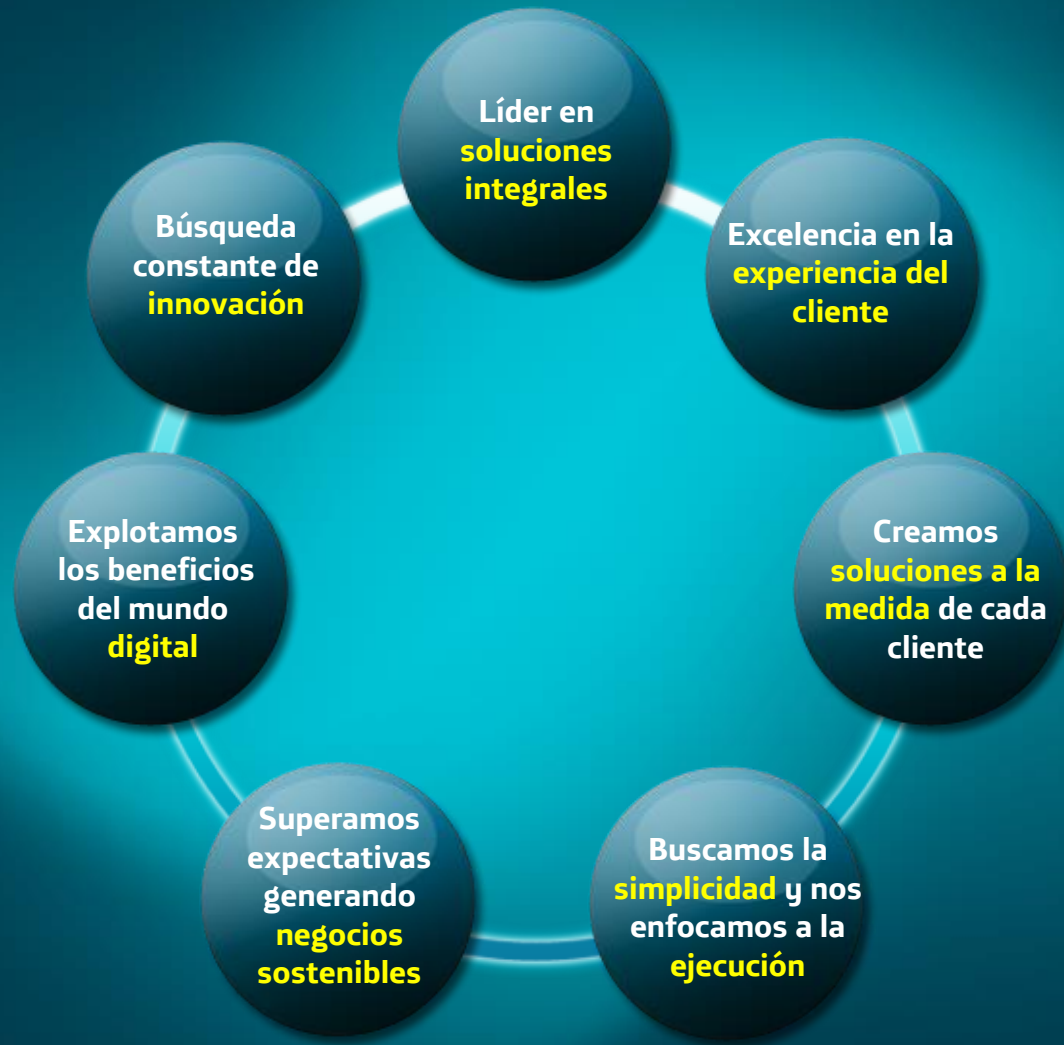 Líder en
soluciones
integrales
Excelencia en la
experiencia del
cliente
Creamos
soluciones a la
medida de cada
cliente
Buscamos la
simplicidad y nos
enfocamos a la
ejecución
Superamos
expectativas
generando
negocios
sostenibles
Explotamos
los beneficios
del mundo
digital
Búsqueda
constante de
innovación